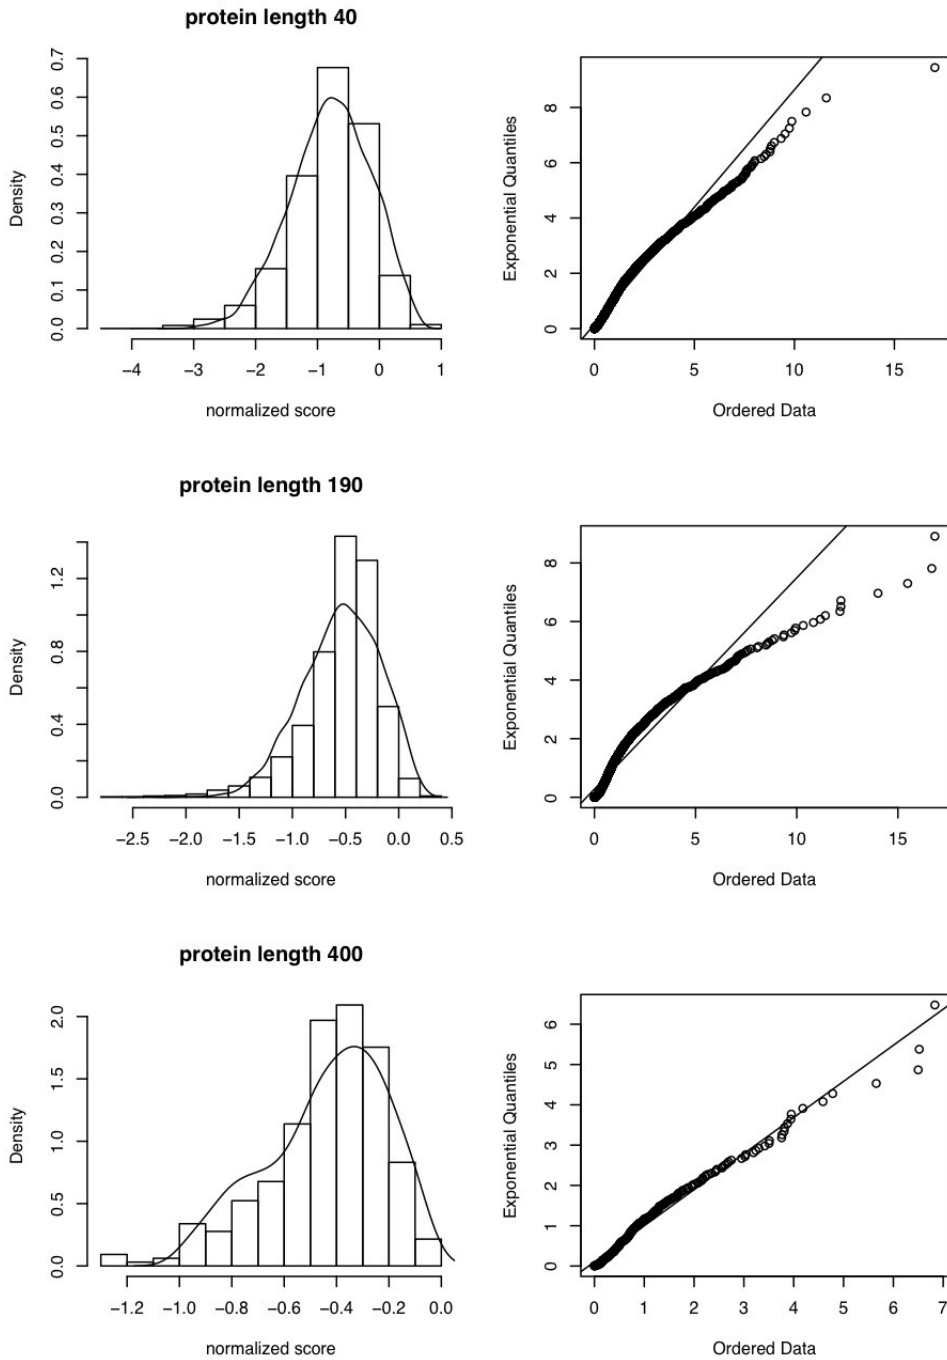 protein length 40
Density
0.0 0.1 0.2 0.3 0.4 0.5 0.6 0.7
−4 −3 −2 −1 0 1
normalized score
Exponential Quantiles
0 2 4 6 8
0 5 10 15
Ordered Data
protein length 190
Density
0.0 0.4 0.8 1.2
−2.5 −2.0 −1.5 −1.0 −0.5 0.0 0.5
normalized score
Exponential Quantiles
0 2 4 6 8
0 5 10 15
Ordered Data
protein length 400
Density
0.0 0.5 1.0 1.5 2.0
−1.2 −1.0 −0.8 −0.6 −0.4 −0.2 0.0
normalized score
Exponential Quantiles
0 1 2 3 4 5 6
0 1 2 3 4 5 6 7
Ordered Data